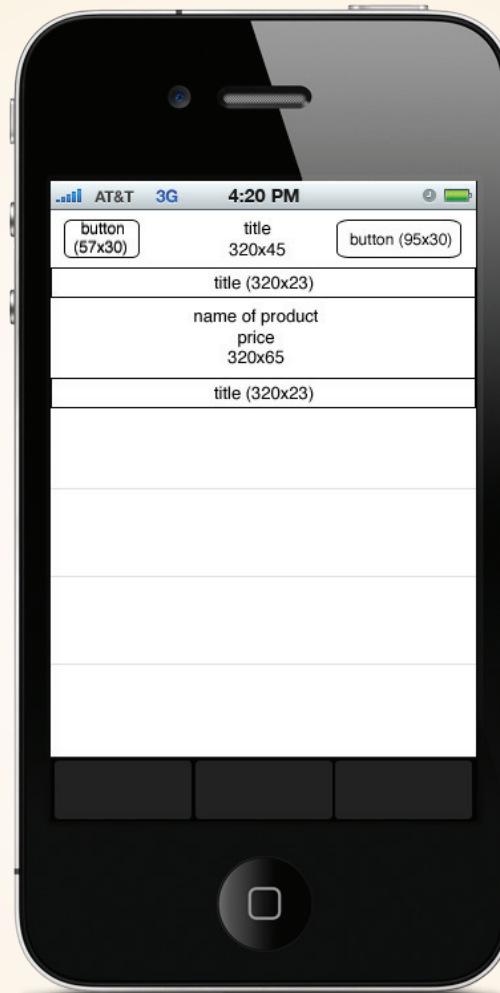 AT&T 3G 4:20 PM
button
(57x30)
title
320x45
button (95x30)
title (320x23)
name of product
price
320x65
title (320x23)